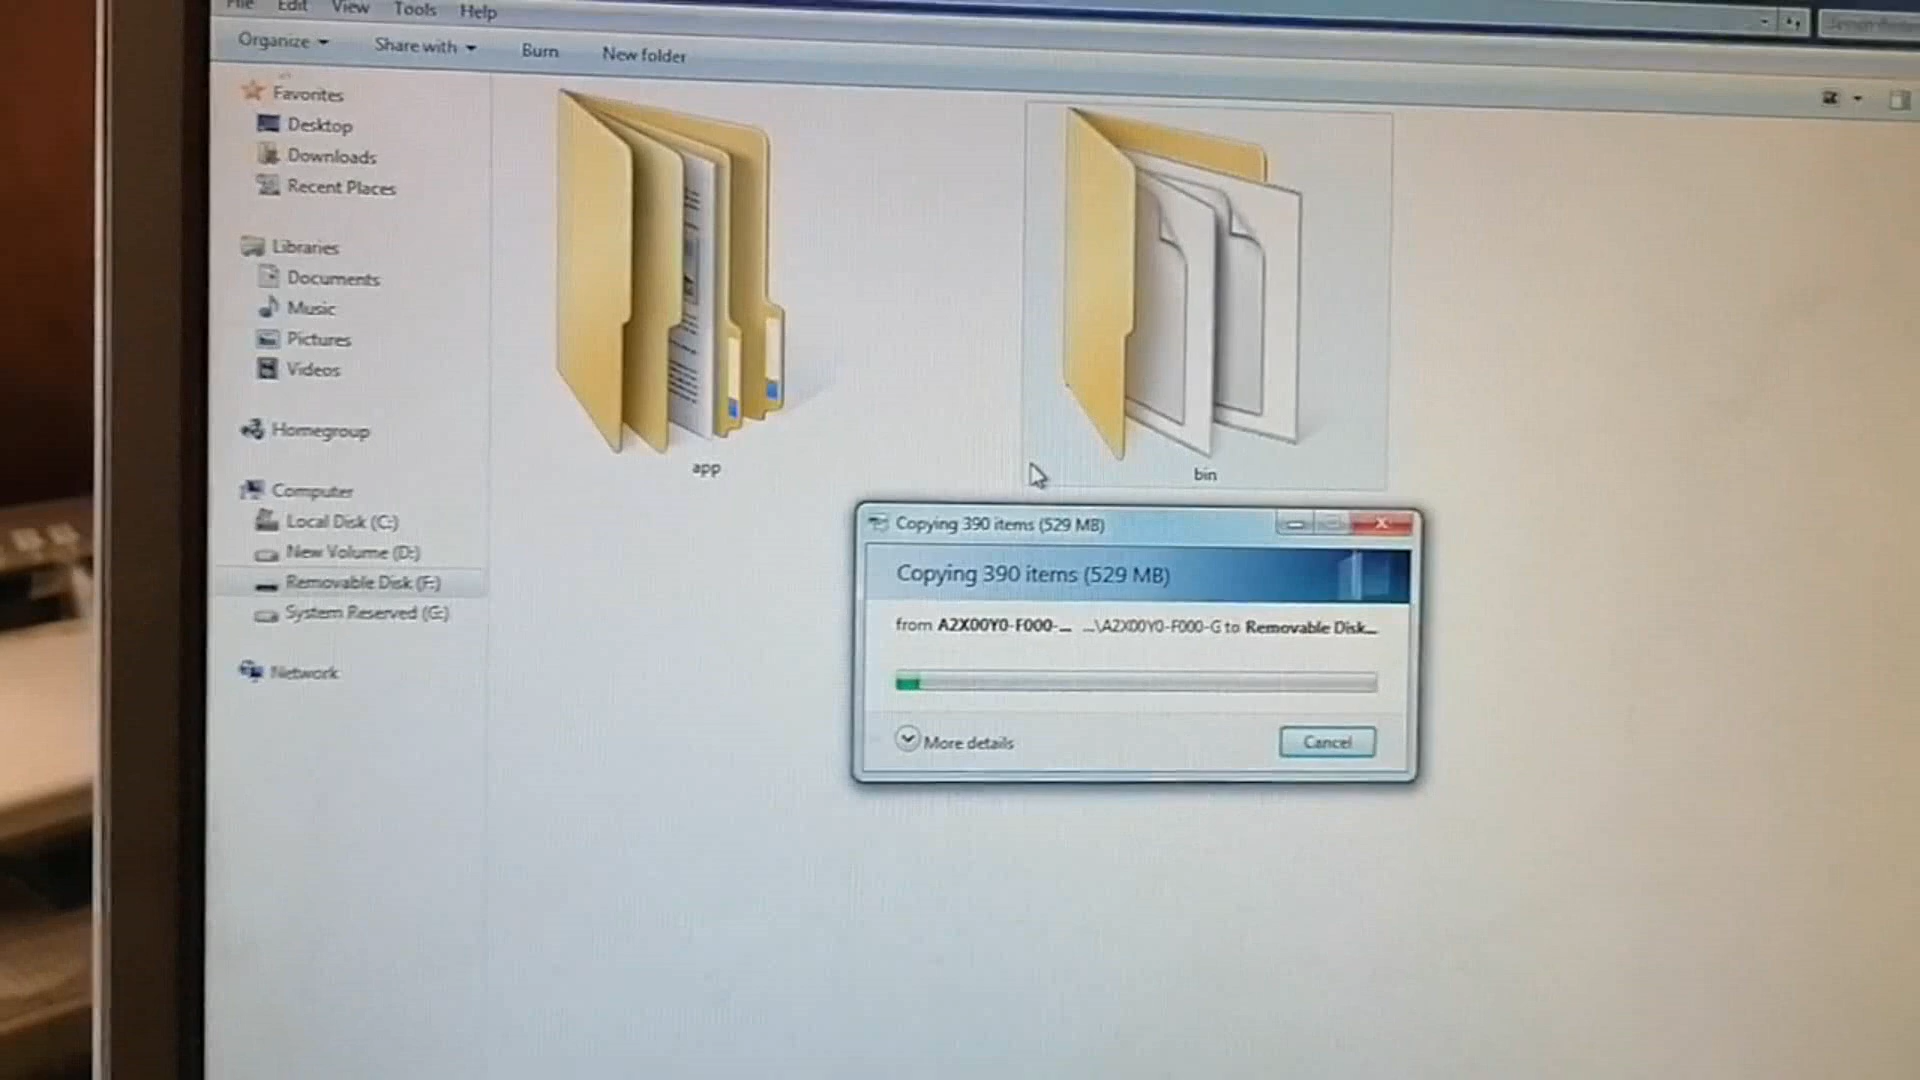 File Edit View Tools Help
Organize Share with Burn New folder
Favorites
Desktop
Downloads
Recent Places
Libraries
Documents
Music
Pictures
Videos
Homegroup
Computer
Local Disk (C:)
New Volume (D:)
Removable Disk (F:)
System Reserved (G:)
Network
app
bin
Copying 390 items (529 MB)
Copying 390 items (529 MB)
from A2X00Y0-F000-... ...\A2X00Y0-F000-G to Removable Disk...
More details
Cancel